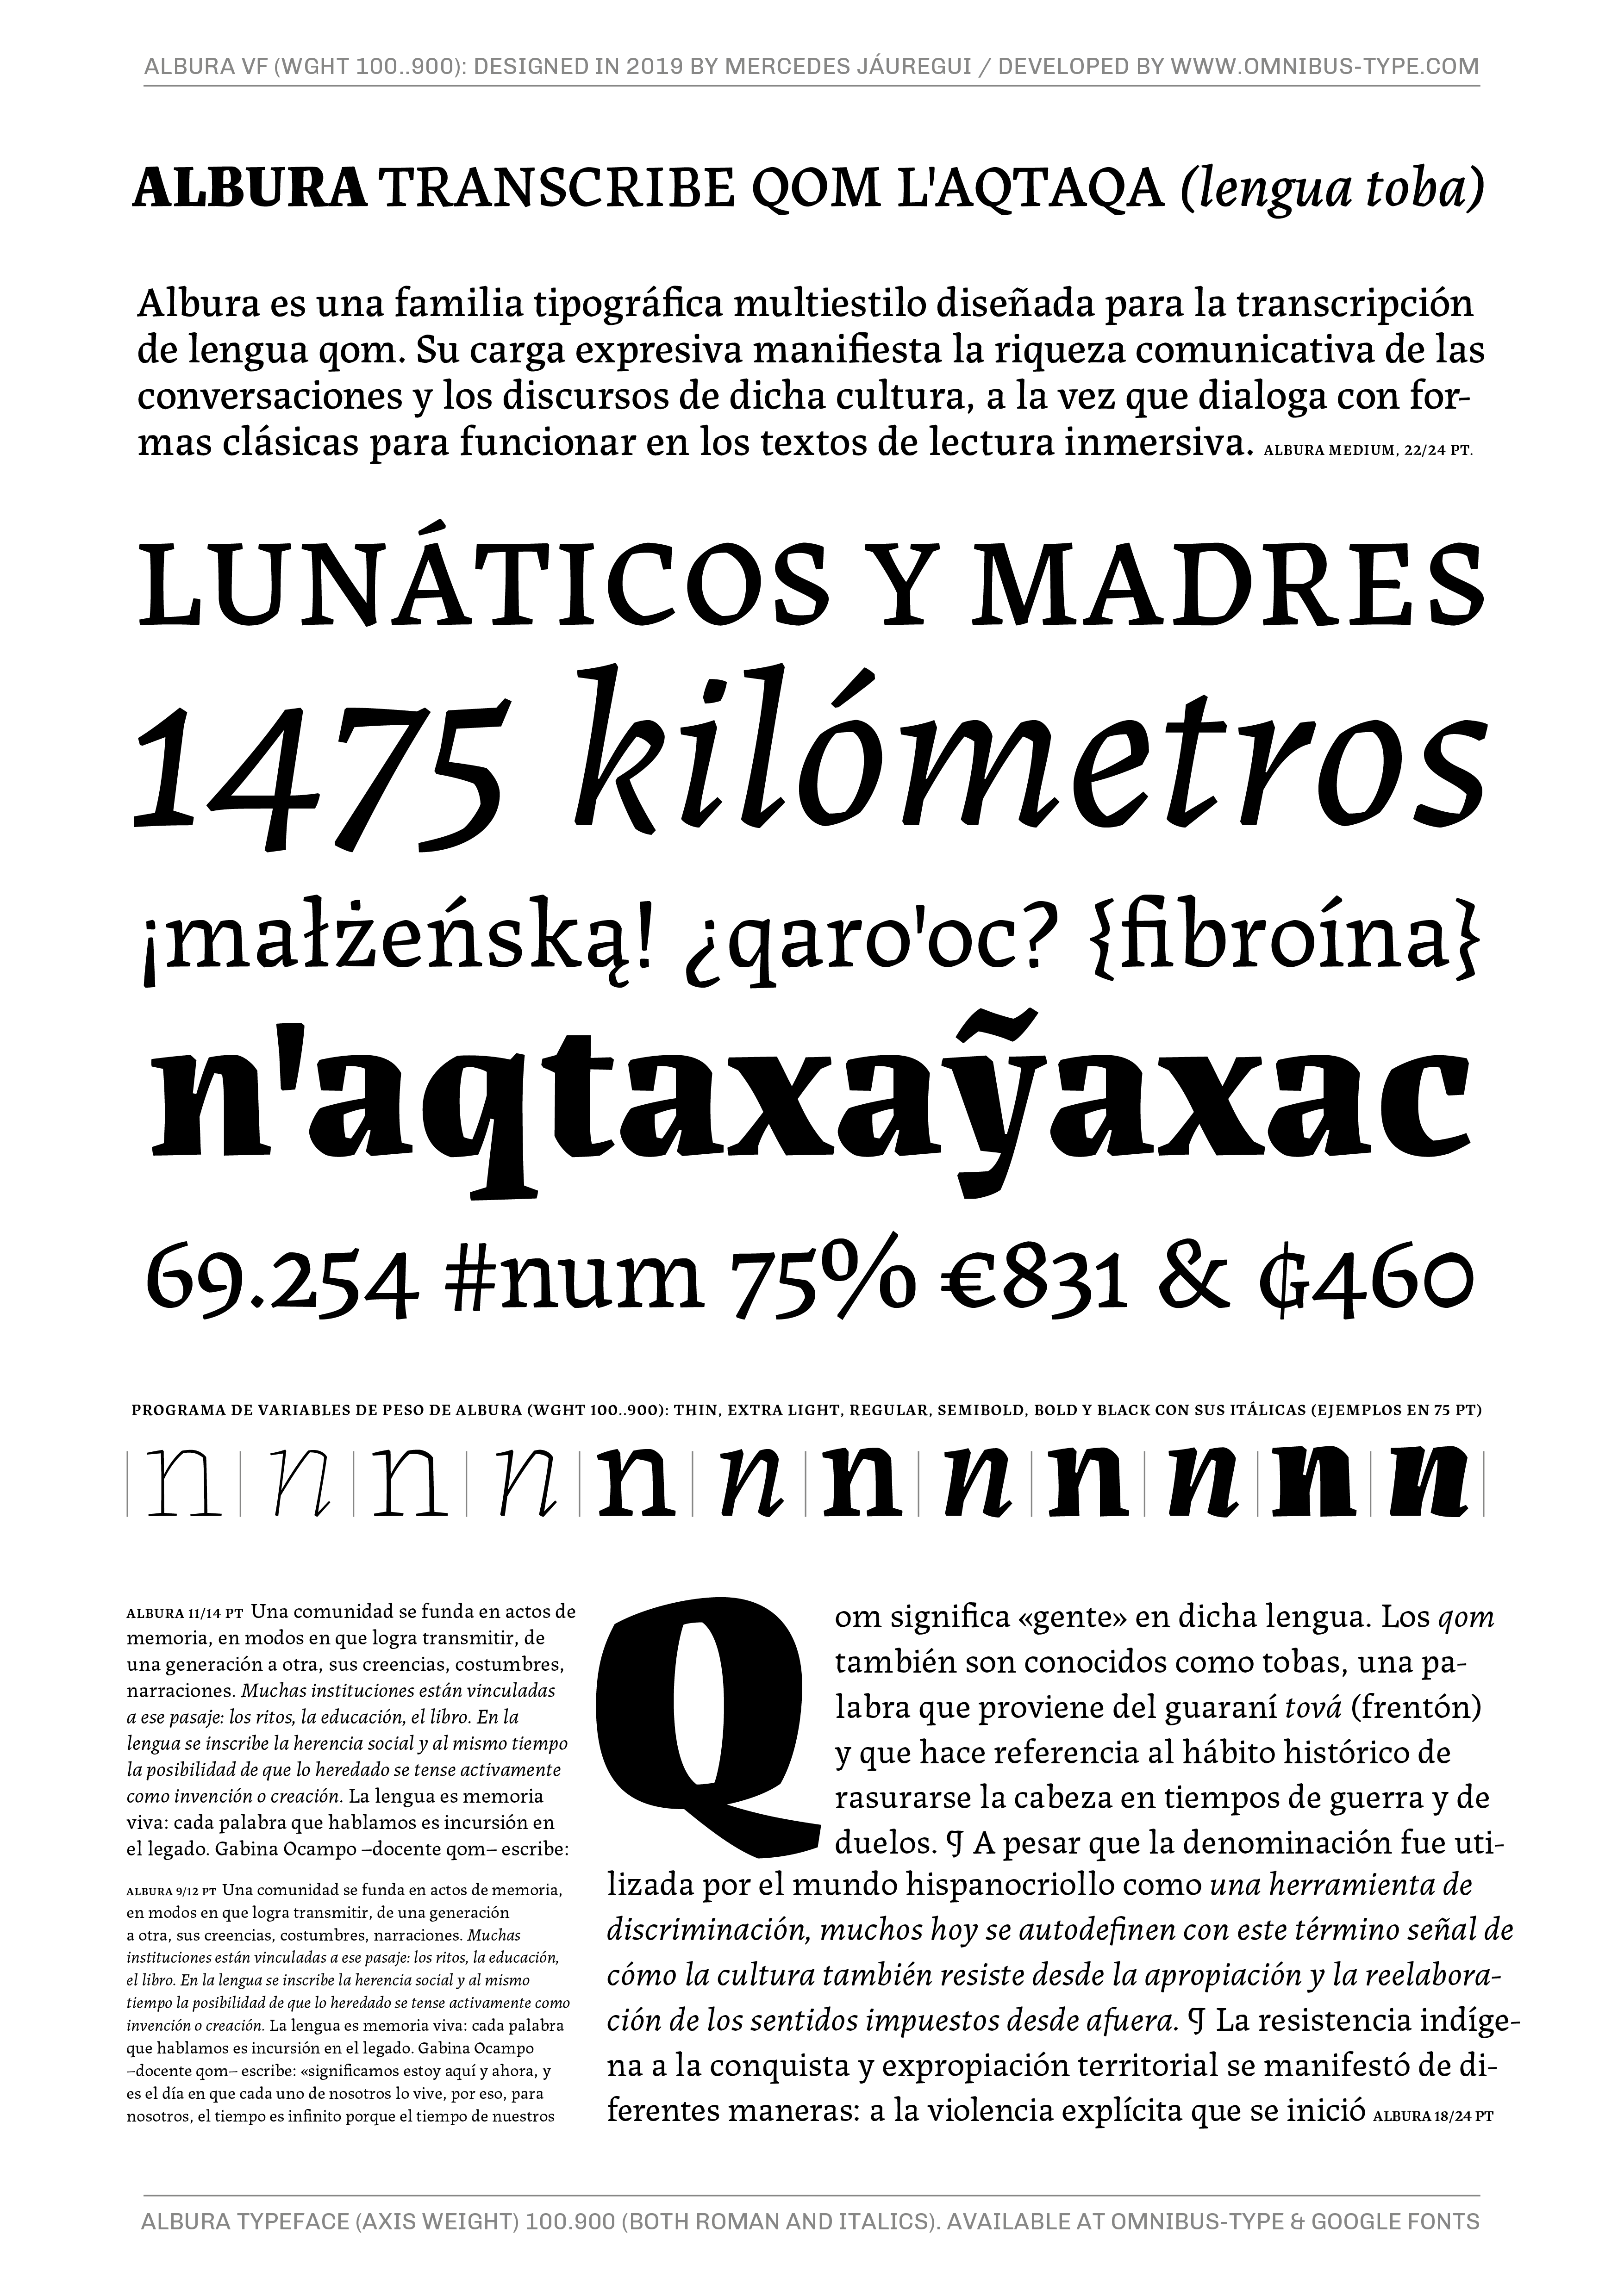 ALBURA VF (WGHT 100..900): DESIGNED IN 2019 BY MERCEDES JÁUREGUI / DEVELOPED BY WWW.OMNIBUS-TYPE.COM
ALBURA TRANSCRIBE QOM L'AQTAQA (lengua toba)
Albura es una familia tipográfica multiestilo diseñada para la transcripción
de lengua qom. Su carga expresiva manifiesta la riqueza comunicativa de las
conversaciones y los discursos de dicha cultura, a la vez que dialoga con for-
mas clásicas para funcionar en los textos de lectura inmersiva. ALBURA MEDIUM, 22/24 PT.
LUNÁTICOS Y MADRES
1475 kilómetros
¡małżeńską! ¿qaro'oc? {fibroína}
n'aqtaxaỹaxac
69.254 #num 75% €831 & ₲460
PROGRAMA DE VARIABLES DE PESO DE ALBURA (WGHT 100..900): THIN, EXTRA LIGHT, REGULAR, SEMIBOLD, BOLD Y BLACK CON SUS ITÁLICAS (EJEMPLOS EN 75 PT)
n n n n n n n n n n n n
ALBURA 11/14 PT Una comunidad se funda en actos de
memoria, en modos en que logra transmitir, de
una generación a otra, sus creencias, costumbres,
narraciones. Muchas instituciones están vinculadas
a ese pasaje: los ritos, la educación, el libro. En la
lengua se inscribe la herencia social y al mismo tiempo
la posibilidad de que lo heredado se tense activamente
como invención o creación. La lengua es memoria
viva: cada palabra que hablamos es incursión en
el legado. Gabina Ocampo –docente qom– escribe:
ALBURA 9/12 PT Una comunidad se funda en actos de memoria,
en modos en que logra transmitir, de una generación
a otra, sus creencias, costumbres, narraciones. Muchas
instituciones están vinculadas a ese pasaje: los ritos, la educación,
el libro. En la lengua se inscribe la herencia social y al mismo
tiempo la posibilidad de que lo heredado se tense activamente como
invención o creación. La lengua es memoria viva: cada palabra
que hablamos es incursión en el legado. Gabina Ocampo
–docente qom– escribe: «significamos estoy aquí y ahora, y
es el día en que cada uno de nosotros lo vive, por eso, para
nosotros, el tiempo es infinito porque el tiempo de nuestros
Qom significa «gente» en dicha lengua. Los qom
también son conocidos como tobas, una pa-
labra que proviene del guaraní tová (frentón)
y que hace referencia al hábito histórico de
rasurarse la cabeza en tiempos de guerra y de
duelos. ¶ A pesar que la denominación fue uti-
lizada por el mundo hispanocriollo como una herramienta de
discriminación, muchos hoy se autodefinen con este término señal de
cómo la cultura también resiste desde la apropiación y la reelabora-
ción de los sentidos impuestos desde afuera. ¶ La resistencia indíge-
na a la conquista y expropiación territorial se manifestó de di-
ferentes maneras: a la violencia explícita que se inició ALBURA 18/24 PT
ALBURA TYPEFACE (AXIS WEIGHT) 100.900 (BOTH ROMAN AND ITALICS). AVAILABLE AT OMNIBUS-TYPE & GOOGLE FONTS